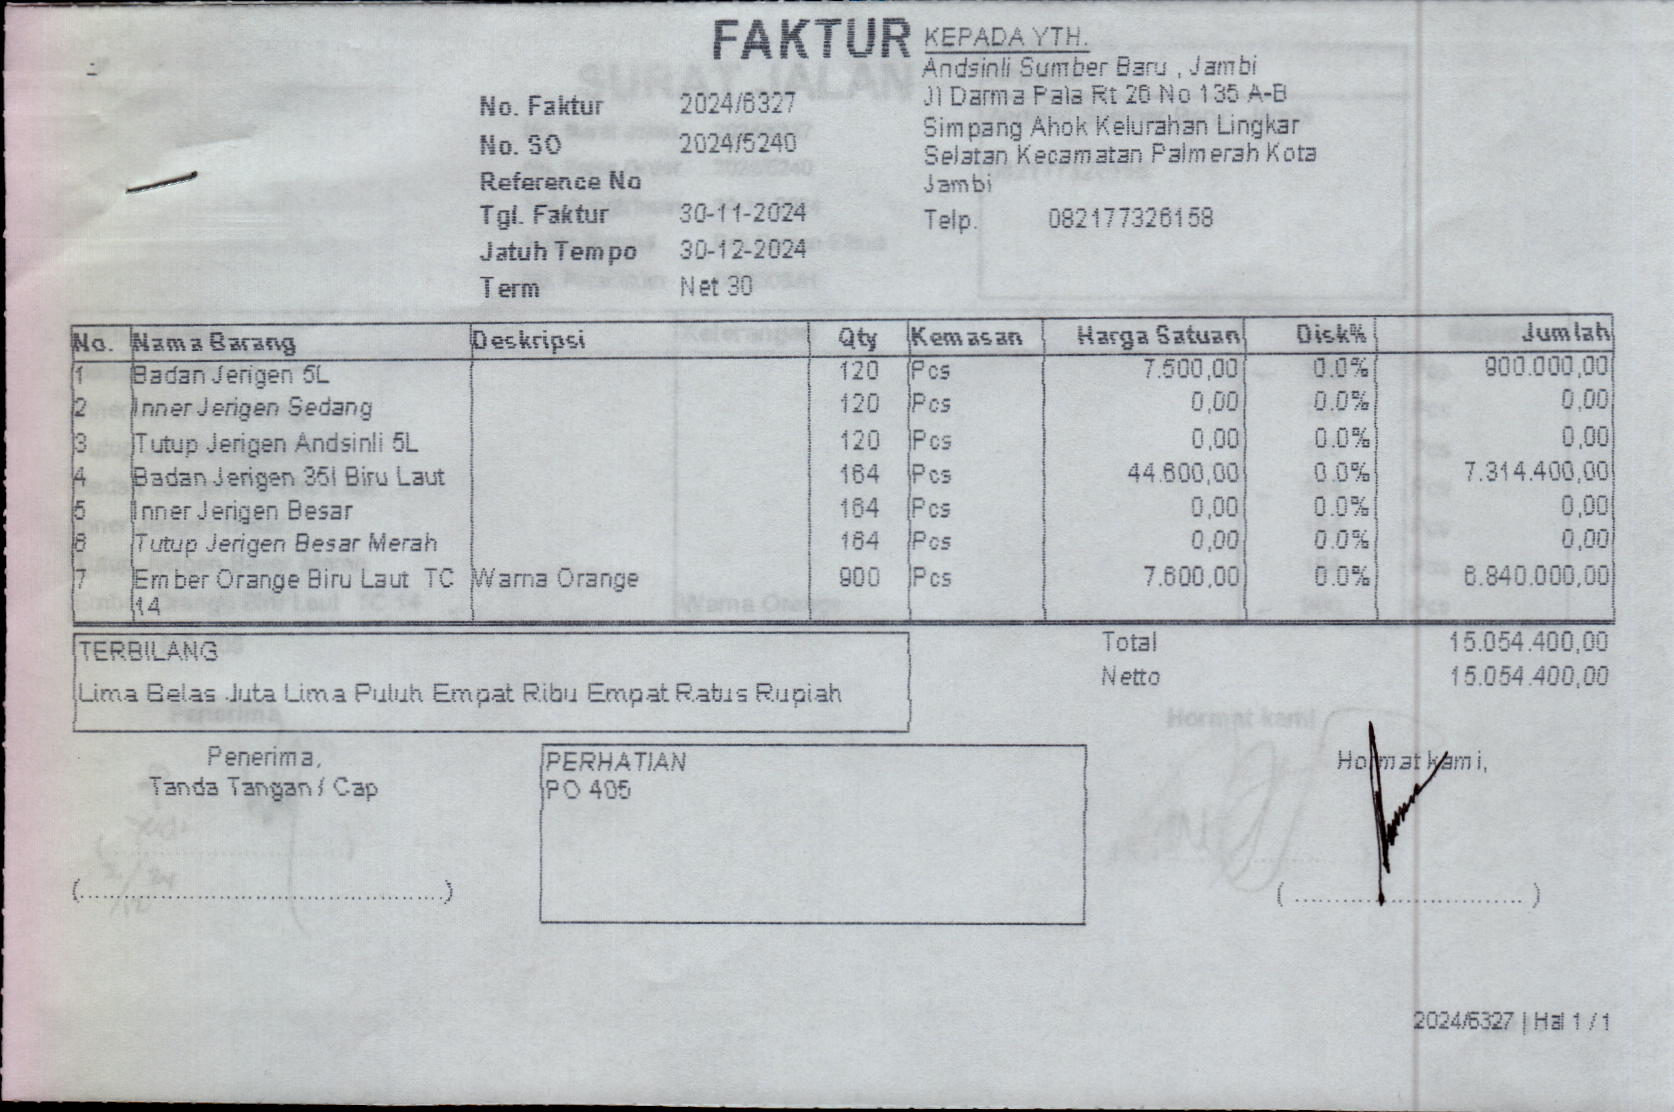 FAKTUR
KEPADA YTH.
Andsinli Sumber Baru , Jambi
Jl Darma Pala Rt 26 No 135 A-B
Simpang Ahok Kelurahan Lingkar
Selatan Kecamatan Palmerah Kota
Jambi
Telp. 082177326158
No. Faktur 2024/6327
No. SO 2024/5240
Reference No
Tgl. Faktur 30-11-2024
Jatuh Tempo 30-12-2024
Term Net 30
No. Nama Barang Deskripsi Qty Kemasan Harga Satuan Disk% Jumlah
1 Badan Jerigen 5L 120 Pcs 7.500,00 0.0% 900.000,00
2 Inner Jerigen Sedang 120 Pcs 0,00 0.0% 0,00
3 Tutup Jerigen Andsinli 5L 120 Pcs 0,00 0.0% 0,00
4 Badan Jerigen 35l Biru Laut 164 Pcs 44.600,00 0.0% 7.314.400,00
5 Inner Jerigen Besar 164 Pcs 0,00 0.0% 0,00
6 Tutup Jerigen Besar Merah 164 Pcs 0,00 0.0% 0,00
7 Ember Orange Biru Laut TC Warna Orange 900 Pcs 7.600,00 0.0% 6.840.000,00
14
TERBILANG
Lima Belas Juta Lima Puluh Empat Ribu Empat Ratus Rupiah
Total 15.054.400,00
Netto 15.054.400,00
Penerima,
Tanda Tangan / Cap
(..............................................)
PERHATIAN
PO 405
Hormat kami,
( ............................. )
2024/6327 | Hal 1 / 1